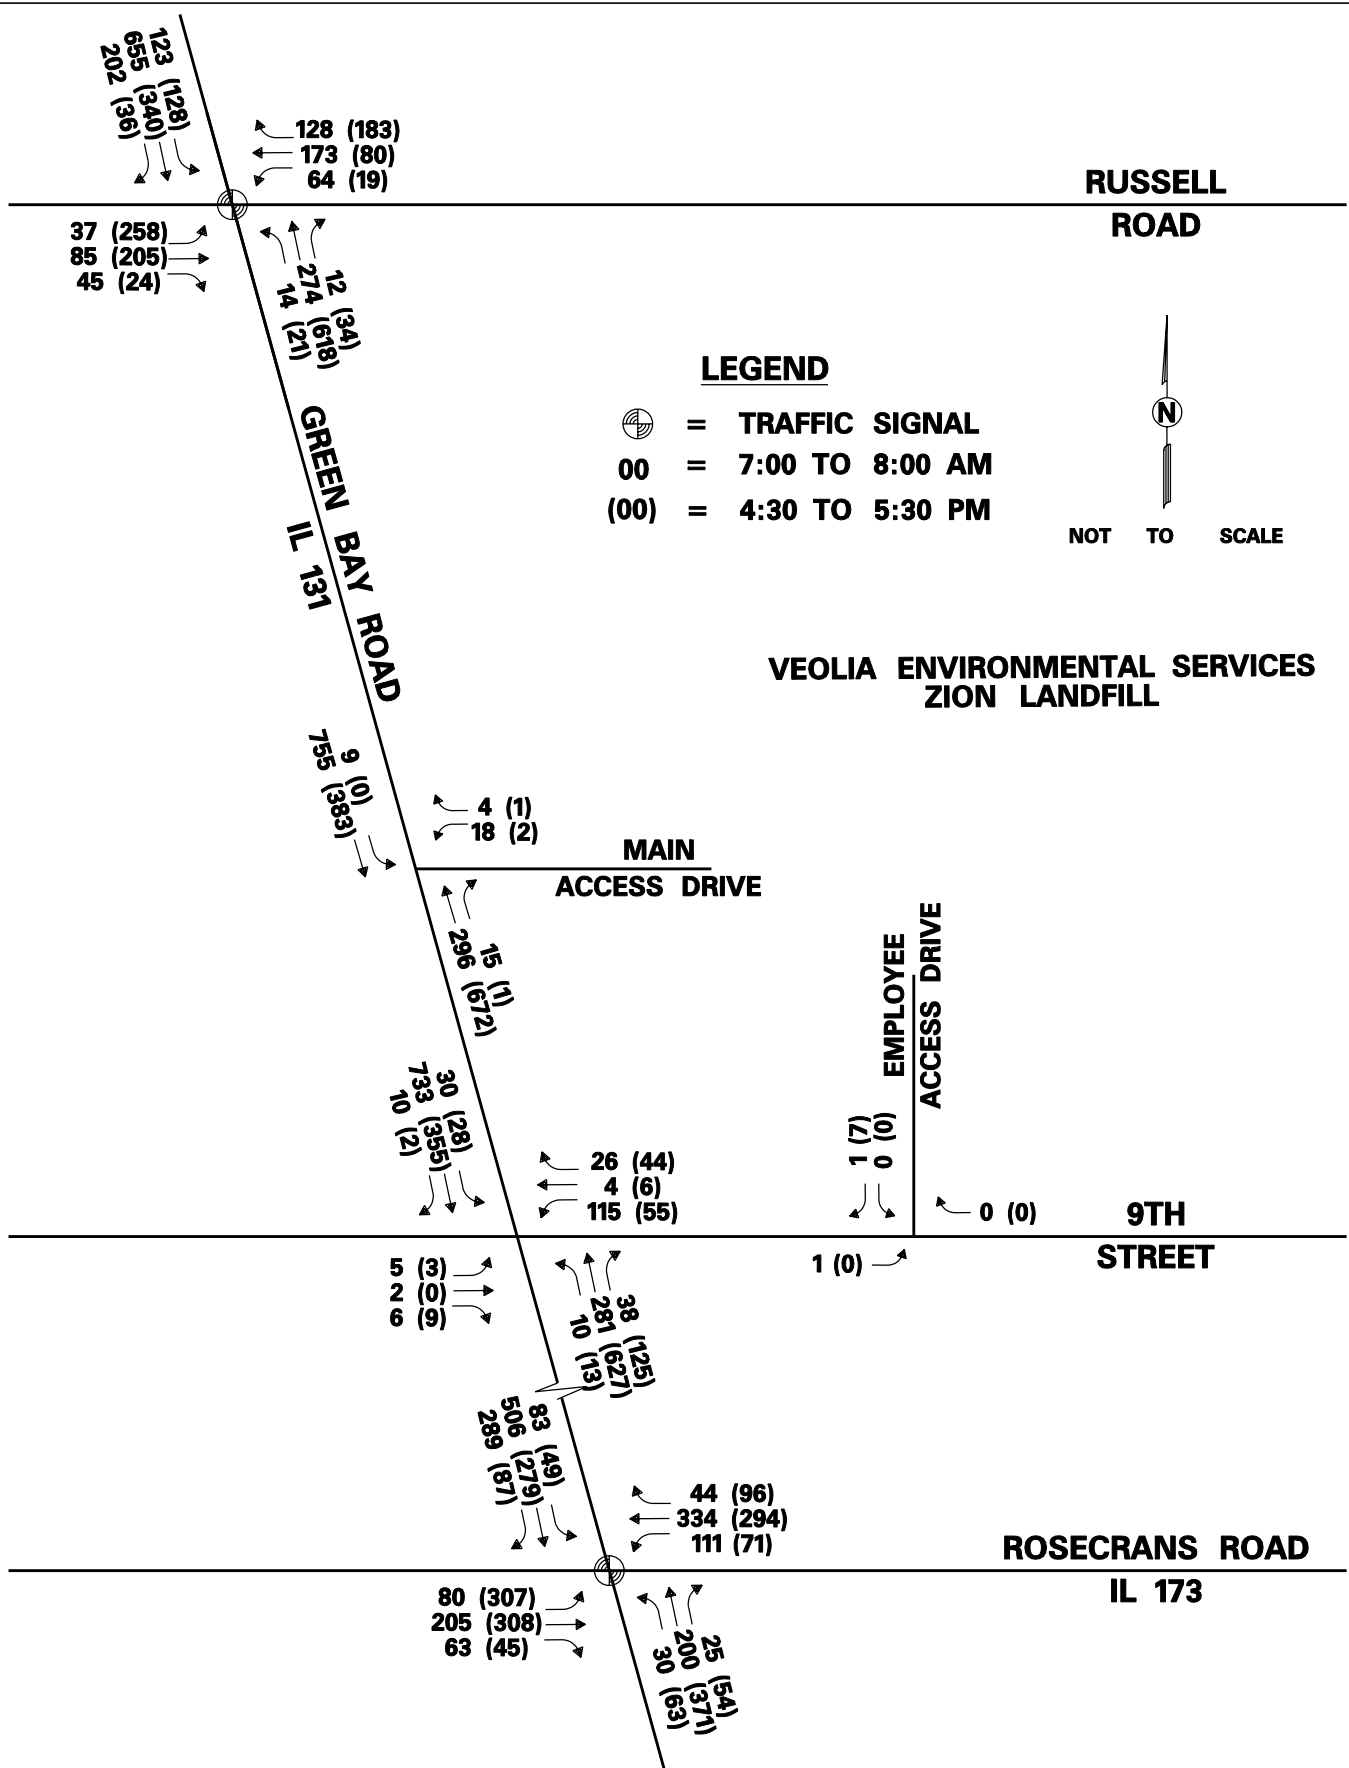 123 (128)
655 (340)
202 (36)
128 (183)
173 (80)
64 (19)
RUSSELL
ROAD
37 (258)
85 (205)
45 (24)
12 (34)
274 (618)
14 (21)
LEGEND
= TRAFFIC SIGNAL
00 = 7:00 TO 8:00 AM
(00) = 4:30 TO 5:30 PM
N
NOT TO SCALE
GREEN BAY ROAD
IL 131
VEOLIA ENVIRONMENTAL SERVICES
ZION LANDFILL
9 (0)
755 (383)
4 (1)
18 (2)
MAIN
ACCESS DRIVE
15 (1)
296 (672)
EMPLOYEE
ACCESS DRIVE
30 (28)
733 (355)
10 (2)
26 (44)
4 (6)
115 (55)
1 (7)
0 (0)
0 (0)
9TH
STREET
5 (3)
2 (0)
6 (9)
1 (0)
38 (125)
281 (627)
10 (13)
83 (49)
506 (279)
289 (87)
44 (96)
334 (294)
111 (71)
ROSECRANS ROAD
IL 173
80 (307)
205 (308)
63 (45)
25 (54)
200 (371)
30 (63)